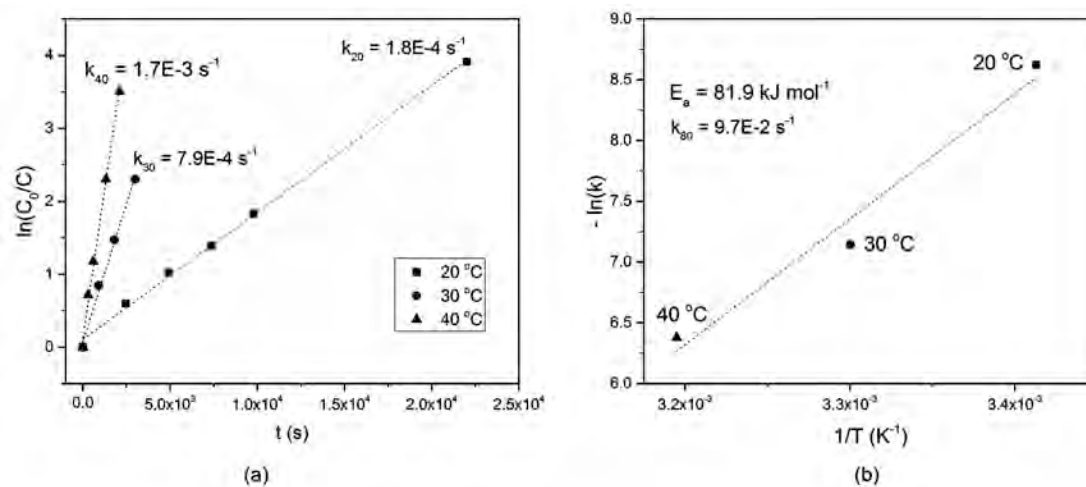 (a)
(b)
k₂₀ = 1.8E-4 s⁻¹
k₄₀ = 1.7E-3 s⁻¹
k₃₀ = 7.9E-4 s⁻¹
ln(C₀/C)
4
3
2
1
0
20 °C
30 °C
40 °C
0.0
5.0x10³
1.0x10⁴
1.5x10⁴
2.0x10⁴
2.5x10⁴
t (s)
(a)
9.0
8.5
8.0
7.5
7.0
6.5
6.0
- ln(k)
20 °C
Eₐ = 81.9 kJ mol⁻¹
k₈₀ = 9.7E-2 s⁻¹
30 °C
40 °C
3.2x10⁻³
3.3x10⁻³
3.4x10⁻³
1/T (K⁻¹)
(b)